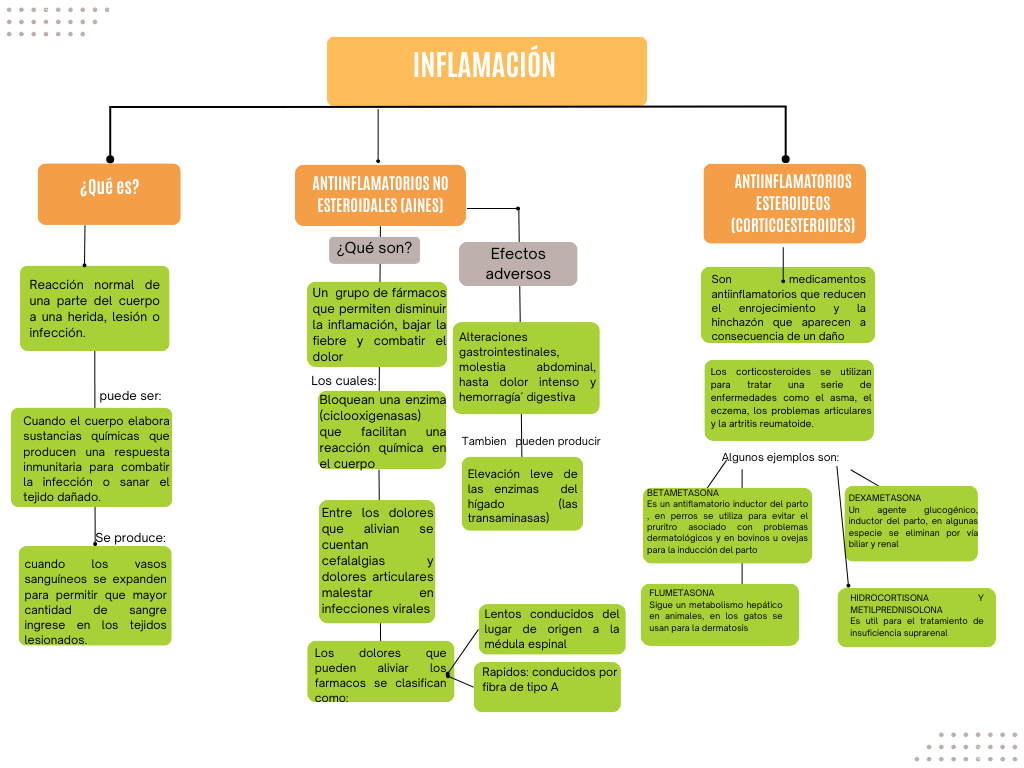 INFLAMACIÓN
¿Qué es?
Reacción normal de
una parte del cuerpo
a una herida, lesión o
infección.
puede ser:
Cuando el cuerpo elabora
sustancias químicas que
producen una respuesta
inmunitaria para combatir
la infección o sanar el
tejido dañado.
Se produce:
cuando los vasos
sanguíneos se expanden
para permitir que mayor
cantidad de sangre
ingrese en los tejidos
lesionados.
ANTIINFLAMATORIOS NO
ESTEROIDALES (AINES)
¿Qué son?
Un grupo de fármacos
que permiten disminuir
la inflamación, bajar la
fiebre y combatir el
dolor
Los cuales:
Bloquean una enzima
(ciclooxigenasas)
que facilitan una
reacción química en
el cuerpo
Entre los dolores
que alivian se
cuentan
cefalalgias y
dolores articulares
malestar en
infecciones virales
Los dolores que
pueden aliviar los
farmacos se clasifican
como:
Lentos conducidos del
lugar de origen a la
médula espinal
Rapidos: conducidos por
fibra de tipo A
Efectos
adversos
Alteraciones
gastrointestinales,
molestia abdominal,
hasta dolor intenso y
hemorragía´ digestiva
Tambien pueden producir
Elevación leve de
las enzimas del
hígado (las
transaminasas)
ANTIINFLAMATORIOS
ESTEROIDEOS
(CORTICOESTEROIDES)
Son medicamentos
antiinflamatorios que reducen
el enrojecimiento y la
hinchazón que aparecen a
consecuencia de un daño
Los corticosteroides se utilizan
para tratar una serie de
enfermedades como el asma, el
eczema, los problemas articulares
y la artritis reumatoide.
Algunos ejemplos son:
BETAMETASONA
Es un antiflamatorio inductor del parto
, en perros se utiliza para evitar el
pruritro asociado con problemas
dermatológicos y en bovinos u ovejas
para la inducción del parto
FLUMETASONA
Sigue un metabolismo hepático
en animales, en los gatos se
usan para la dermatosis
DEXAMETASONA
Un agente glucogénico,
inductor del parto, en algunas
especie se eliminan por vía
biliar y renal
HIDROCORTISONA Y
METILPREDNISOLONA
Es util para el tratamiento de
insuficiencia suprarenal